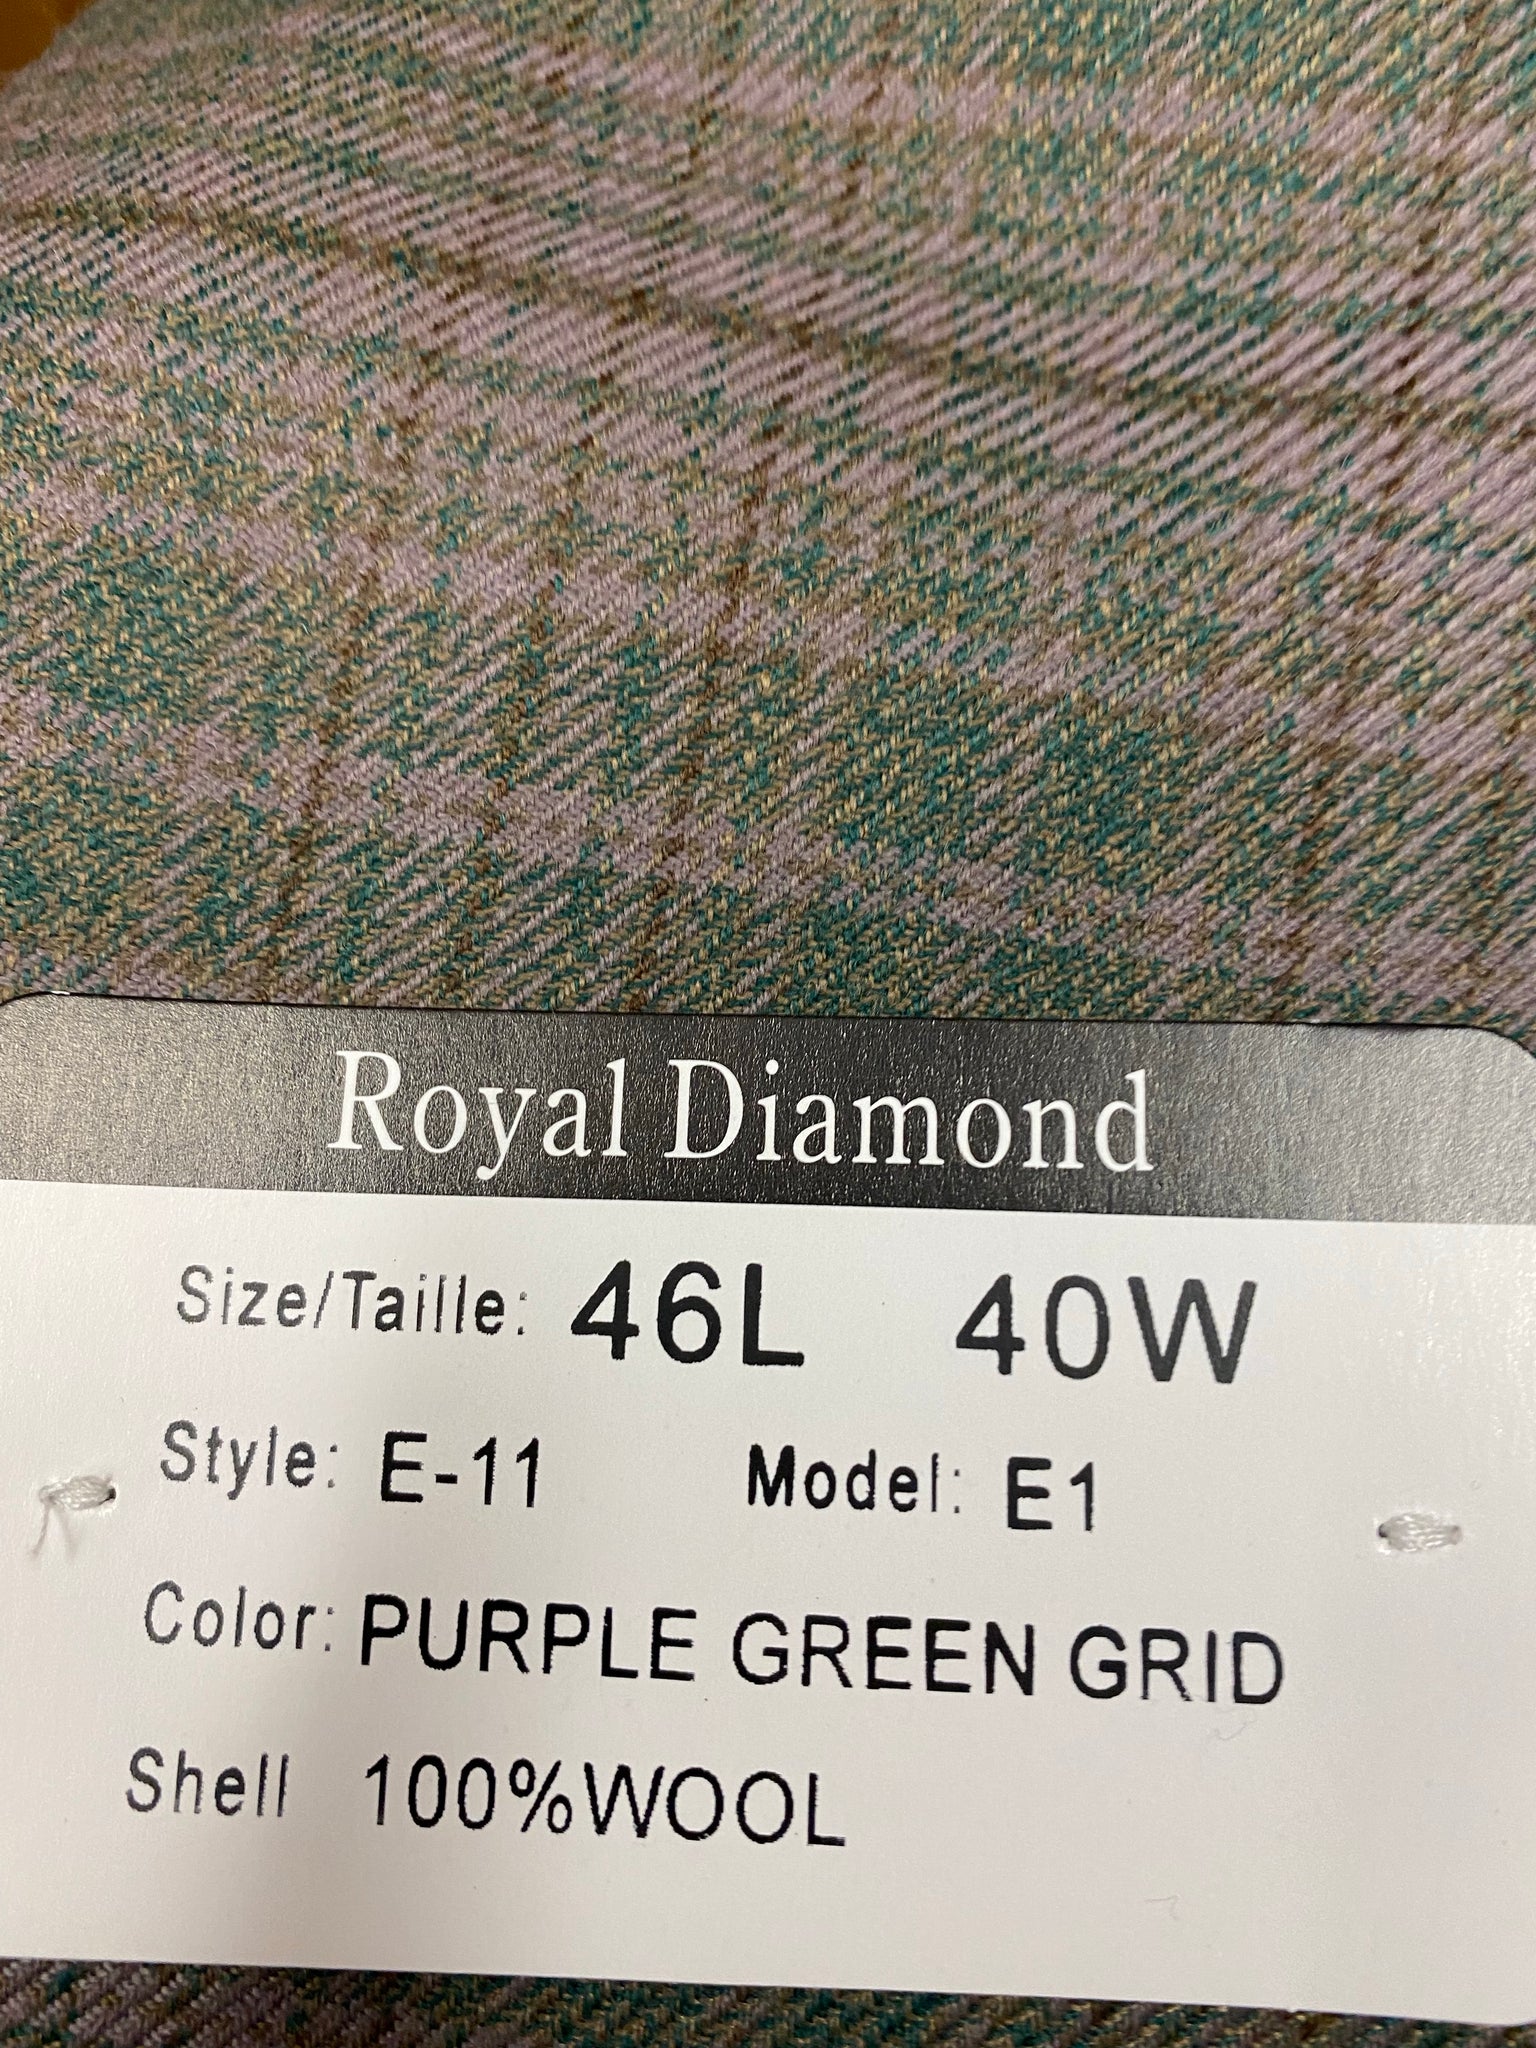 Royal Diamond
Size/Taille: 46L 40W
Style: E-11 Model: E1
Color: PURPLE GREEN GRID
Shell 100%WOOL